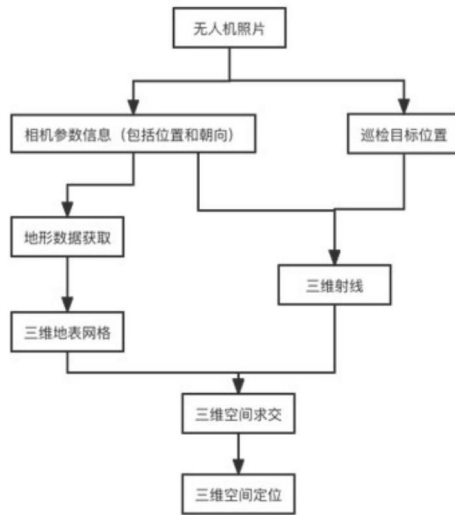 无人机照片
相机参数信息（包括位置和朝向）
巡检目标位置
地形数据获取
三维射线
三维地表网格
三维空间求交
三维空间定位